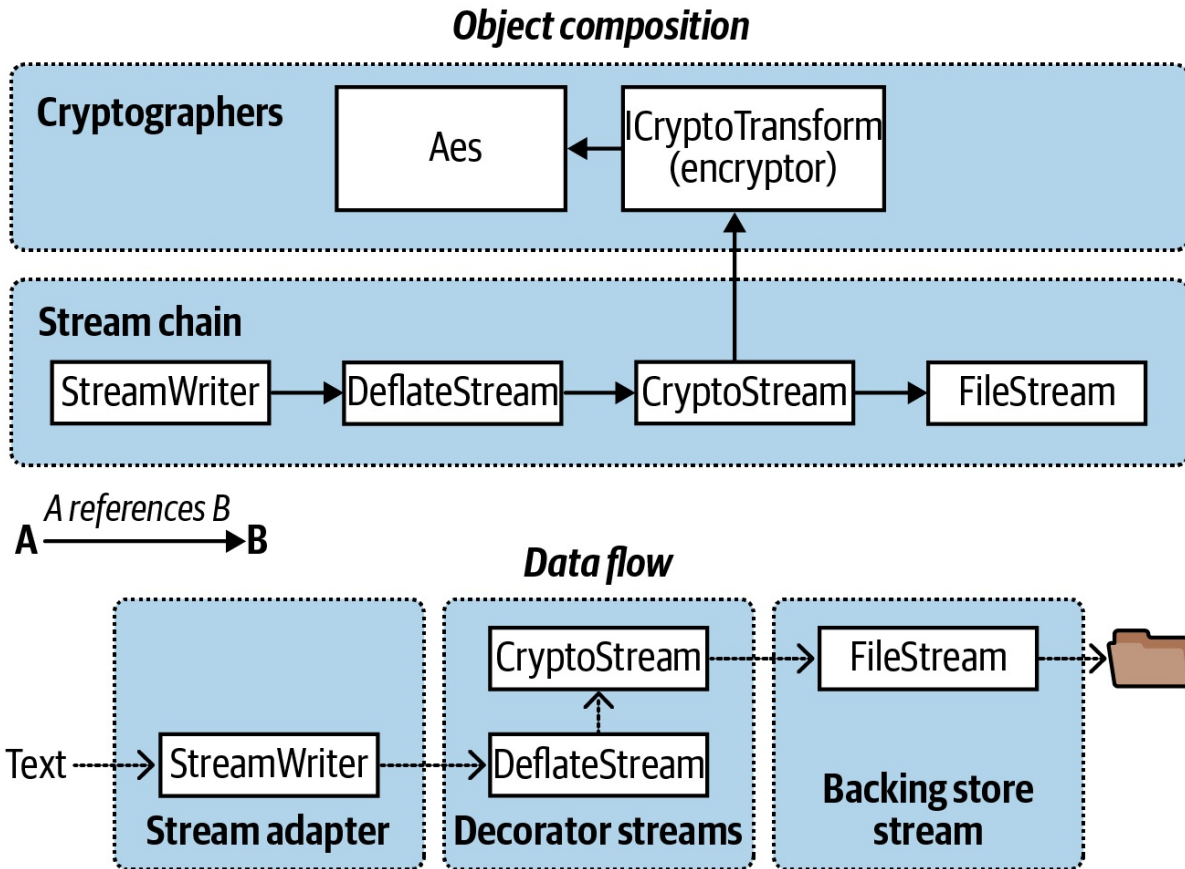 Object composition
Cryptographers
Aes
ICryptoTransform
(encryptor)
Stream chain
StreamWriter
DeflateStream
CryptoStream
FileStream
A references B
A
B
Data flow
CryptoStream
FileStream
Text
StreamWriter
DeflateStream
Stream adapter
Decorator streams
Backing store
stream